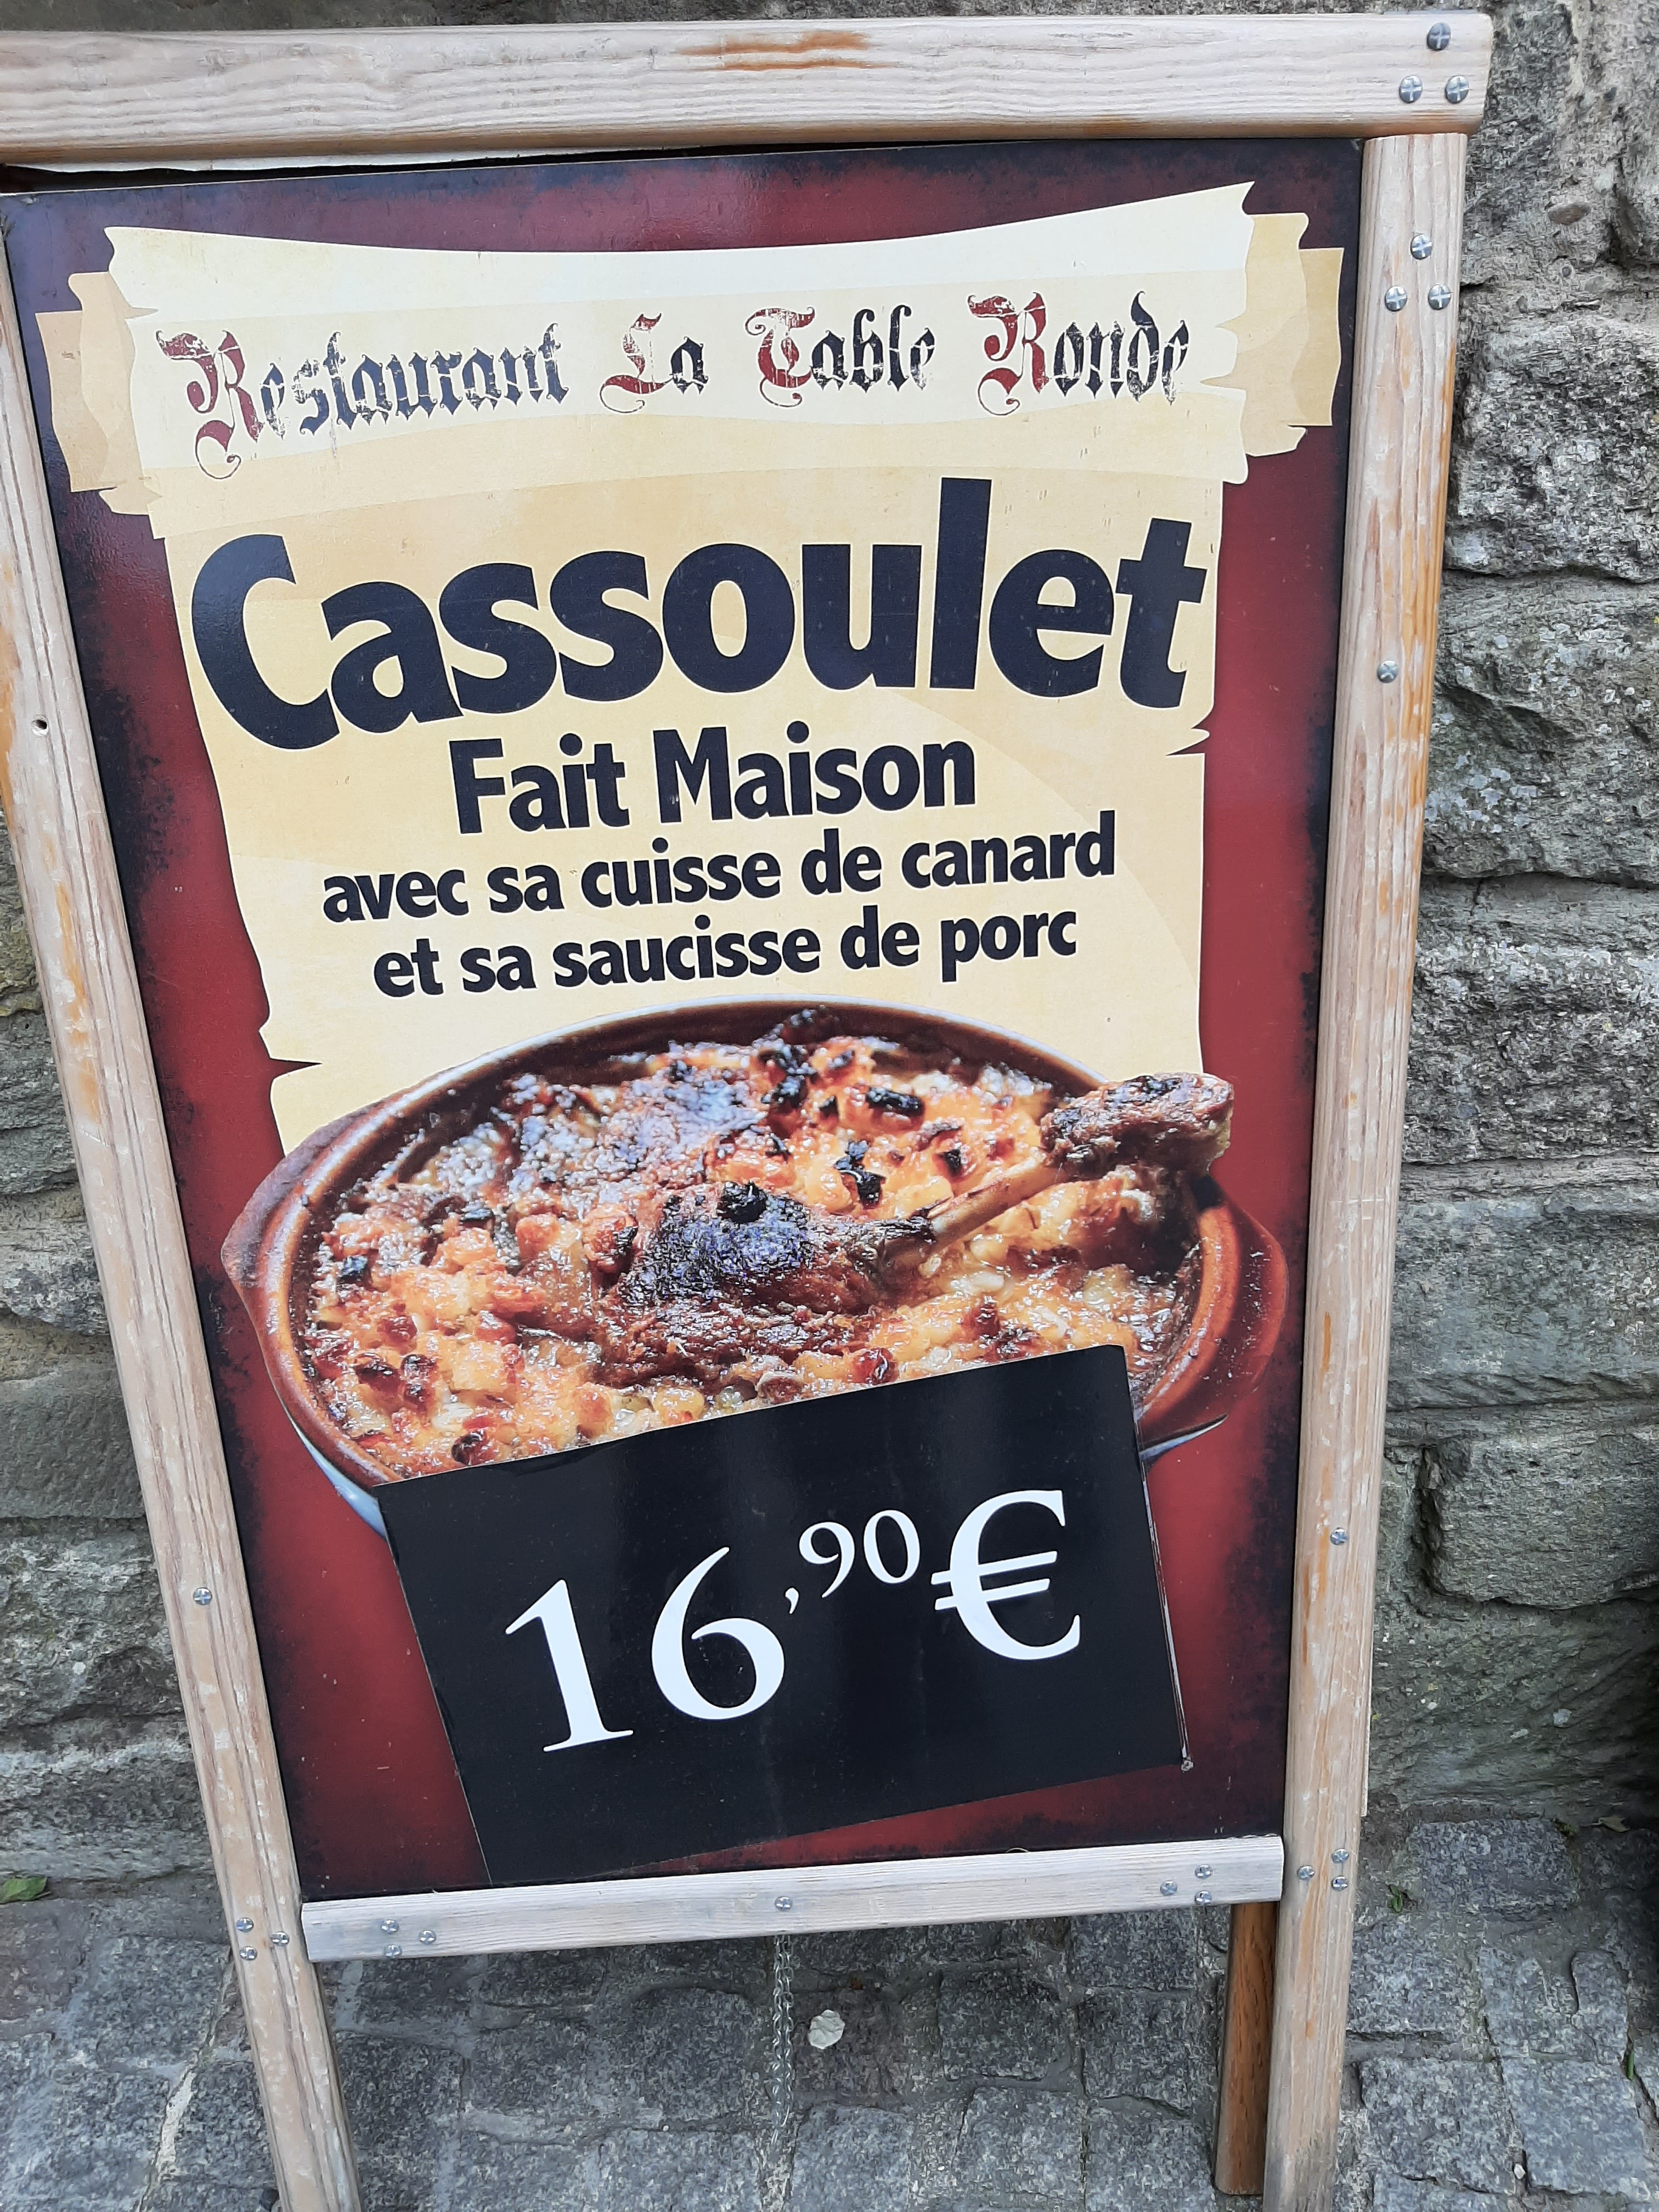 Restaurant La Table Ronde
Cassoulet
Fait Maison
avec sa cuisse de canard
et sa saucisse de porc
16,90€